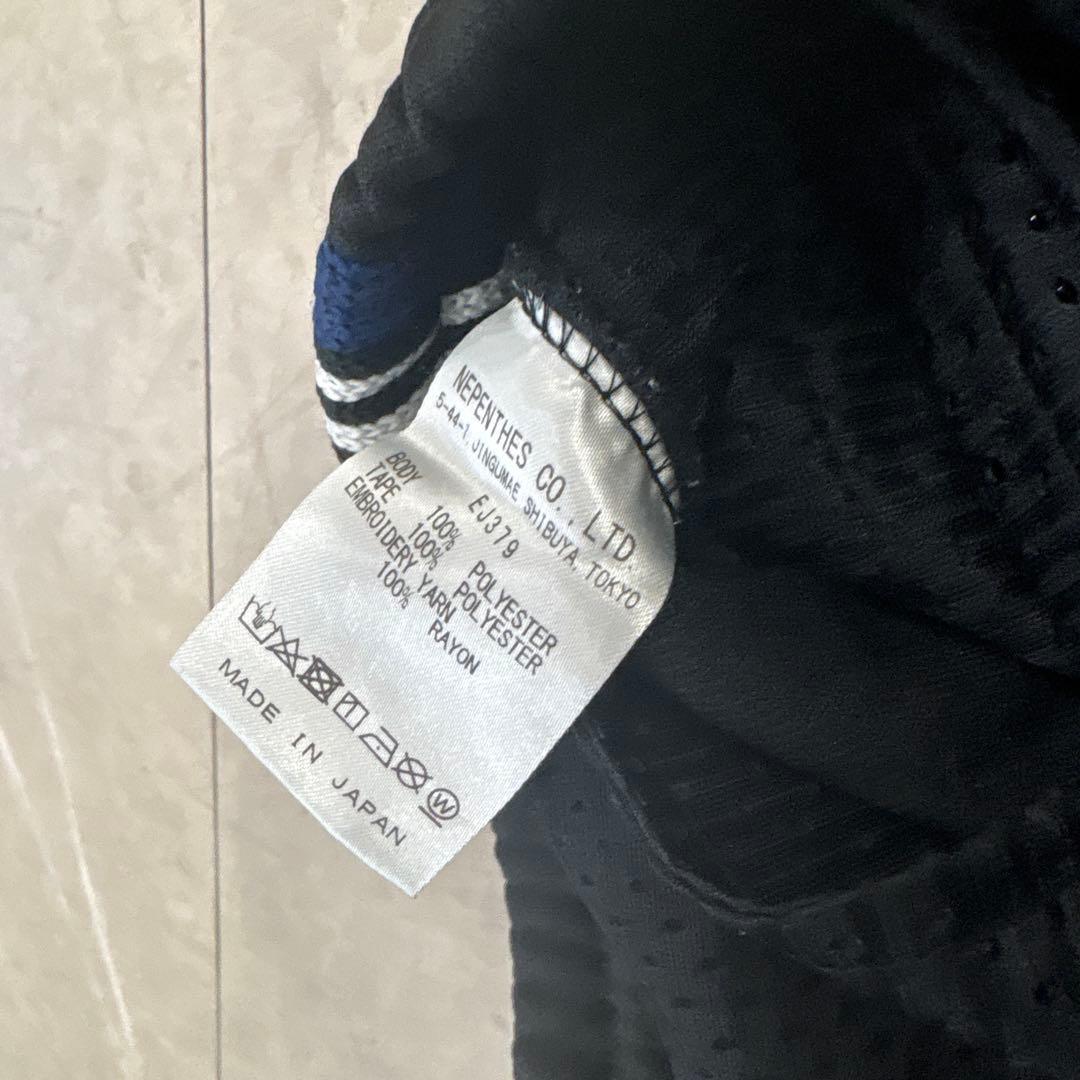 NEPENTHES CO., LTD.
5-44-1, JINGUMAE, SHIBUYA, TOKYO
EJ379
BODY 100% POLYESTER
TAPE 100% POLYESTER
EMBROIDERY YARN
100% RAYON
W
MADE IN JAPAN